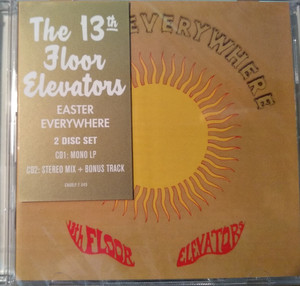 The 13th
Floor
Elevators
EASTER
EVERYWHERE
2 DISC SET
CD1: MONO LP
CD2: STEREO MIX + BONUS TRACK
EVERYWHERE
13th FLOOR
ELEVATORS